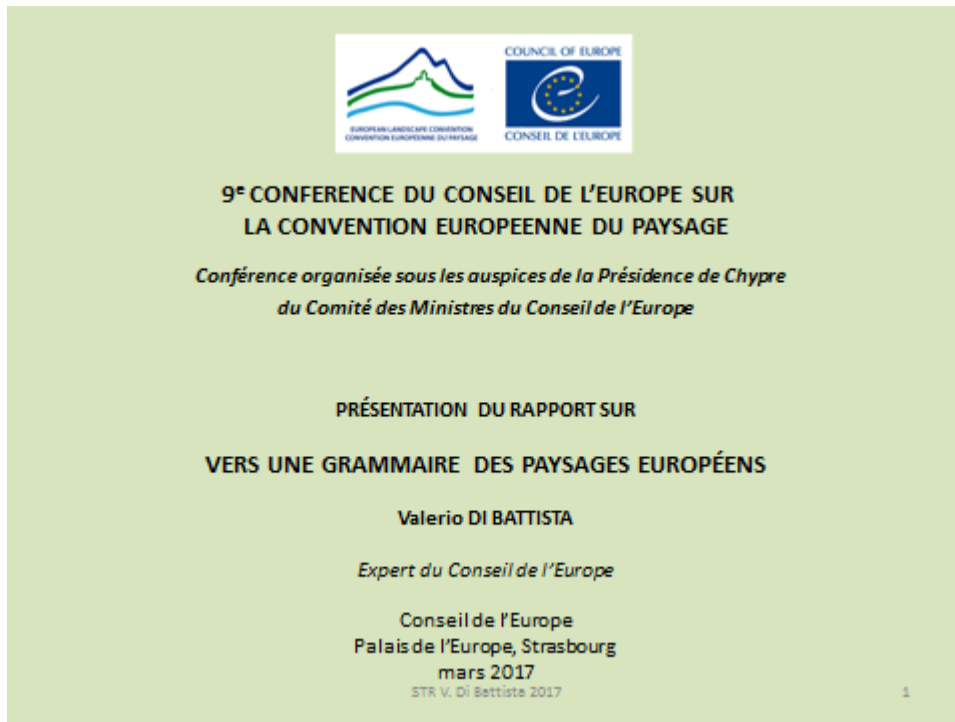 COUNCIL OF EUROPE
EUROPEAN LANDSCAPE CONVENTION
CONVENTION EUROPÉENNE DU PAYSAGE
CONSEIL DE L'EUROPE
9e CONFERENCE DU CONSEIL DE L'EUROPE SUR
LA CONVENTION EUROPEENNE DU PAYSAGE
Conférence organisée sous les auspices de la Présidence de Chypre
du Comité des Ministres du Conseil de l'Europe
PRÉSENTATION DU RAPPORT SUR
VERS UNE GRAMMAIRE DES PAYSAGES EUROPÉENS
Valerio DI BATTISTA
Expert du Conseil de l'Europe
Conseil de l'Europe
Palais de l'Europe, Strasbourg
mars 2017
STR V. Di Battista 2017
1